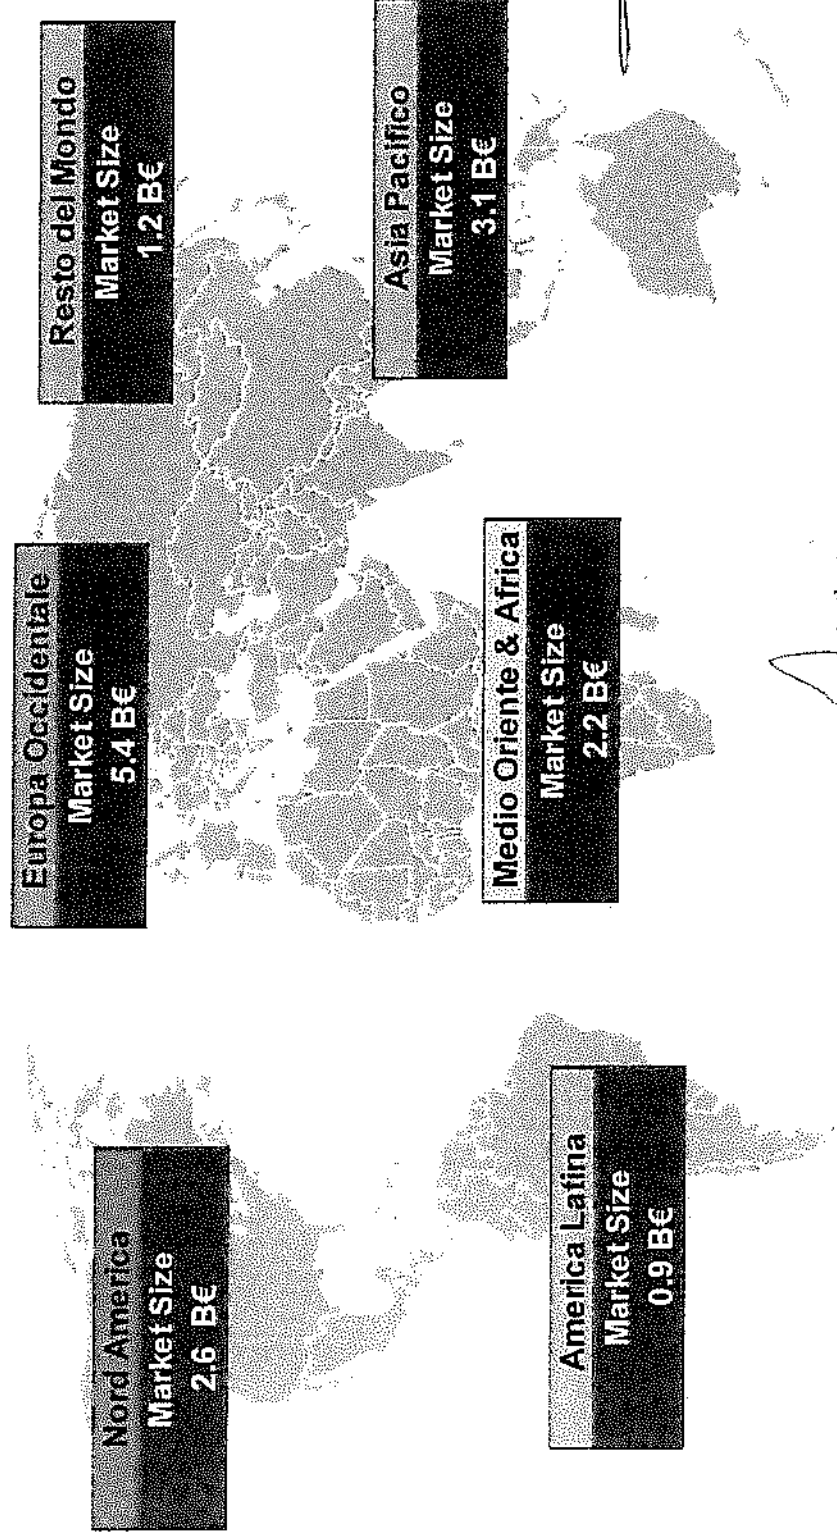 Europa Occidentale
Market Size
5.4 B€
Resto del Mondo
Market Size
1.2 B€
Nord America
Market Size
2.6 B€
Asia Pacifico
Market Size
3.1 B€
Medio Oriente & Africa
Market Size
2.2 B€
America Latina
Market Size
0.9 B€